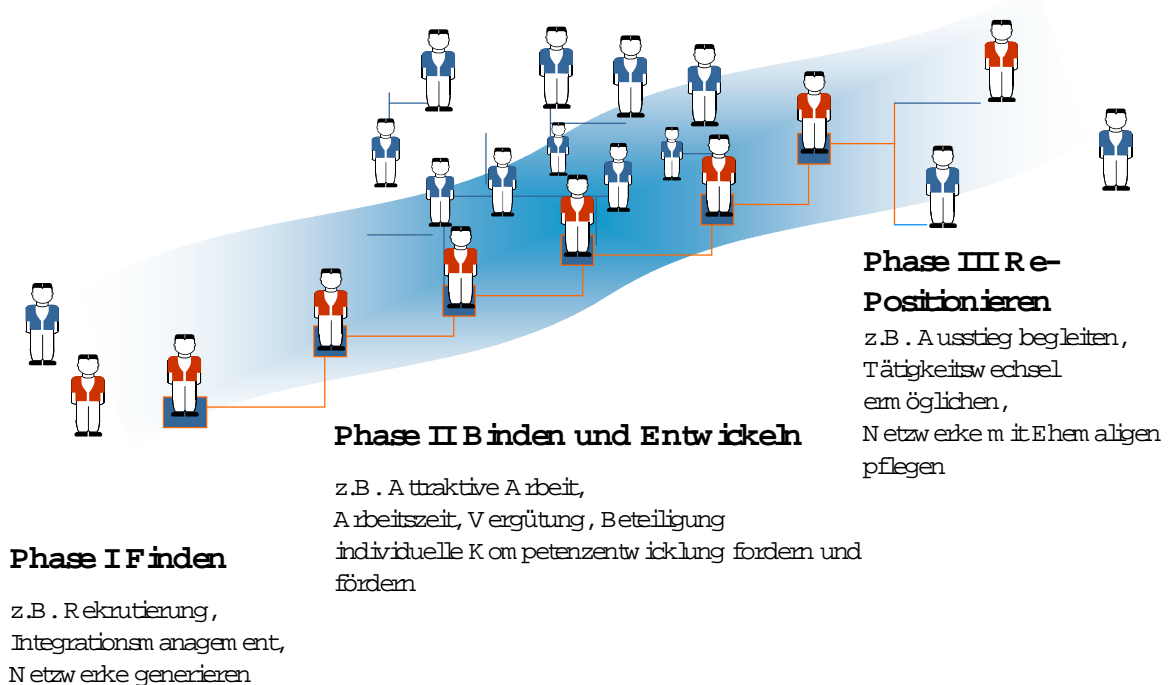 Phase I Finden
z.B. Rekrutierung,
Integrationsmanagement,
Netzwerke generieren
Phase II Binden und Entwickeln
z.B. Attraktive Arbeit,
Arbeitszeit, Vergütung, Beteiligung
individuelle Kompetenzentwicklung fordern und
fördern
Phase III Re-
Positionieren
z.B. Ausstieg begleiten,
Tätigkeitswechsel
ermöglichen,
Netzwerke mit Ehemaligen
pflegen